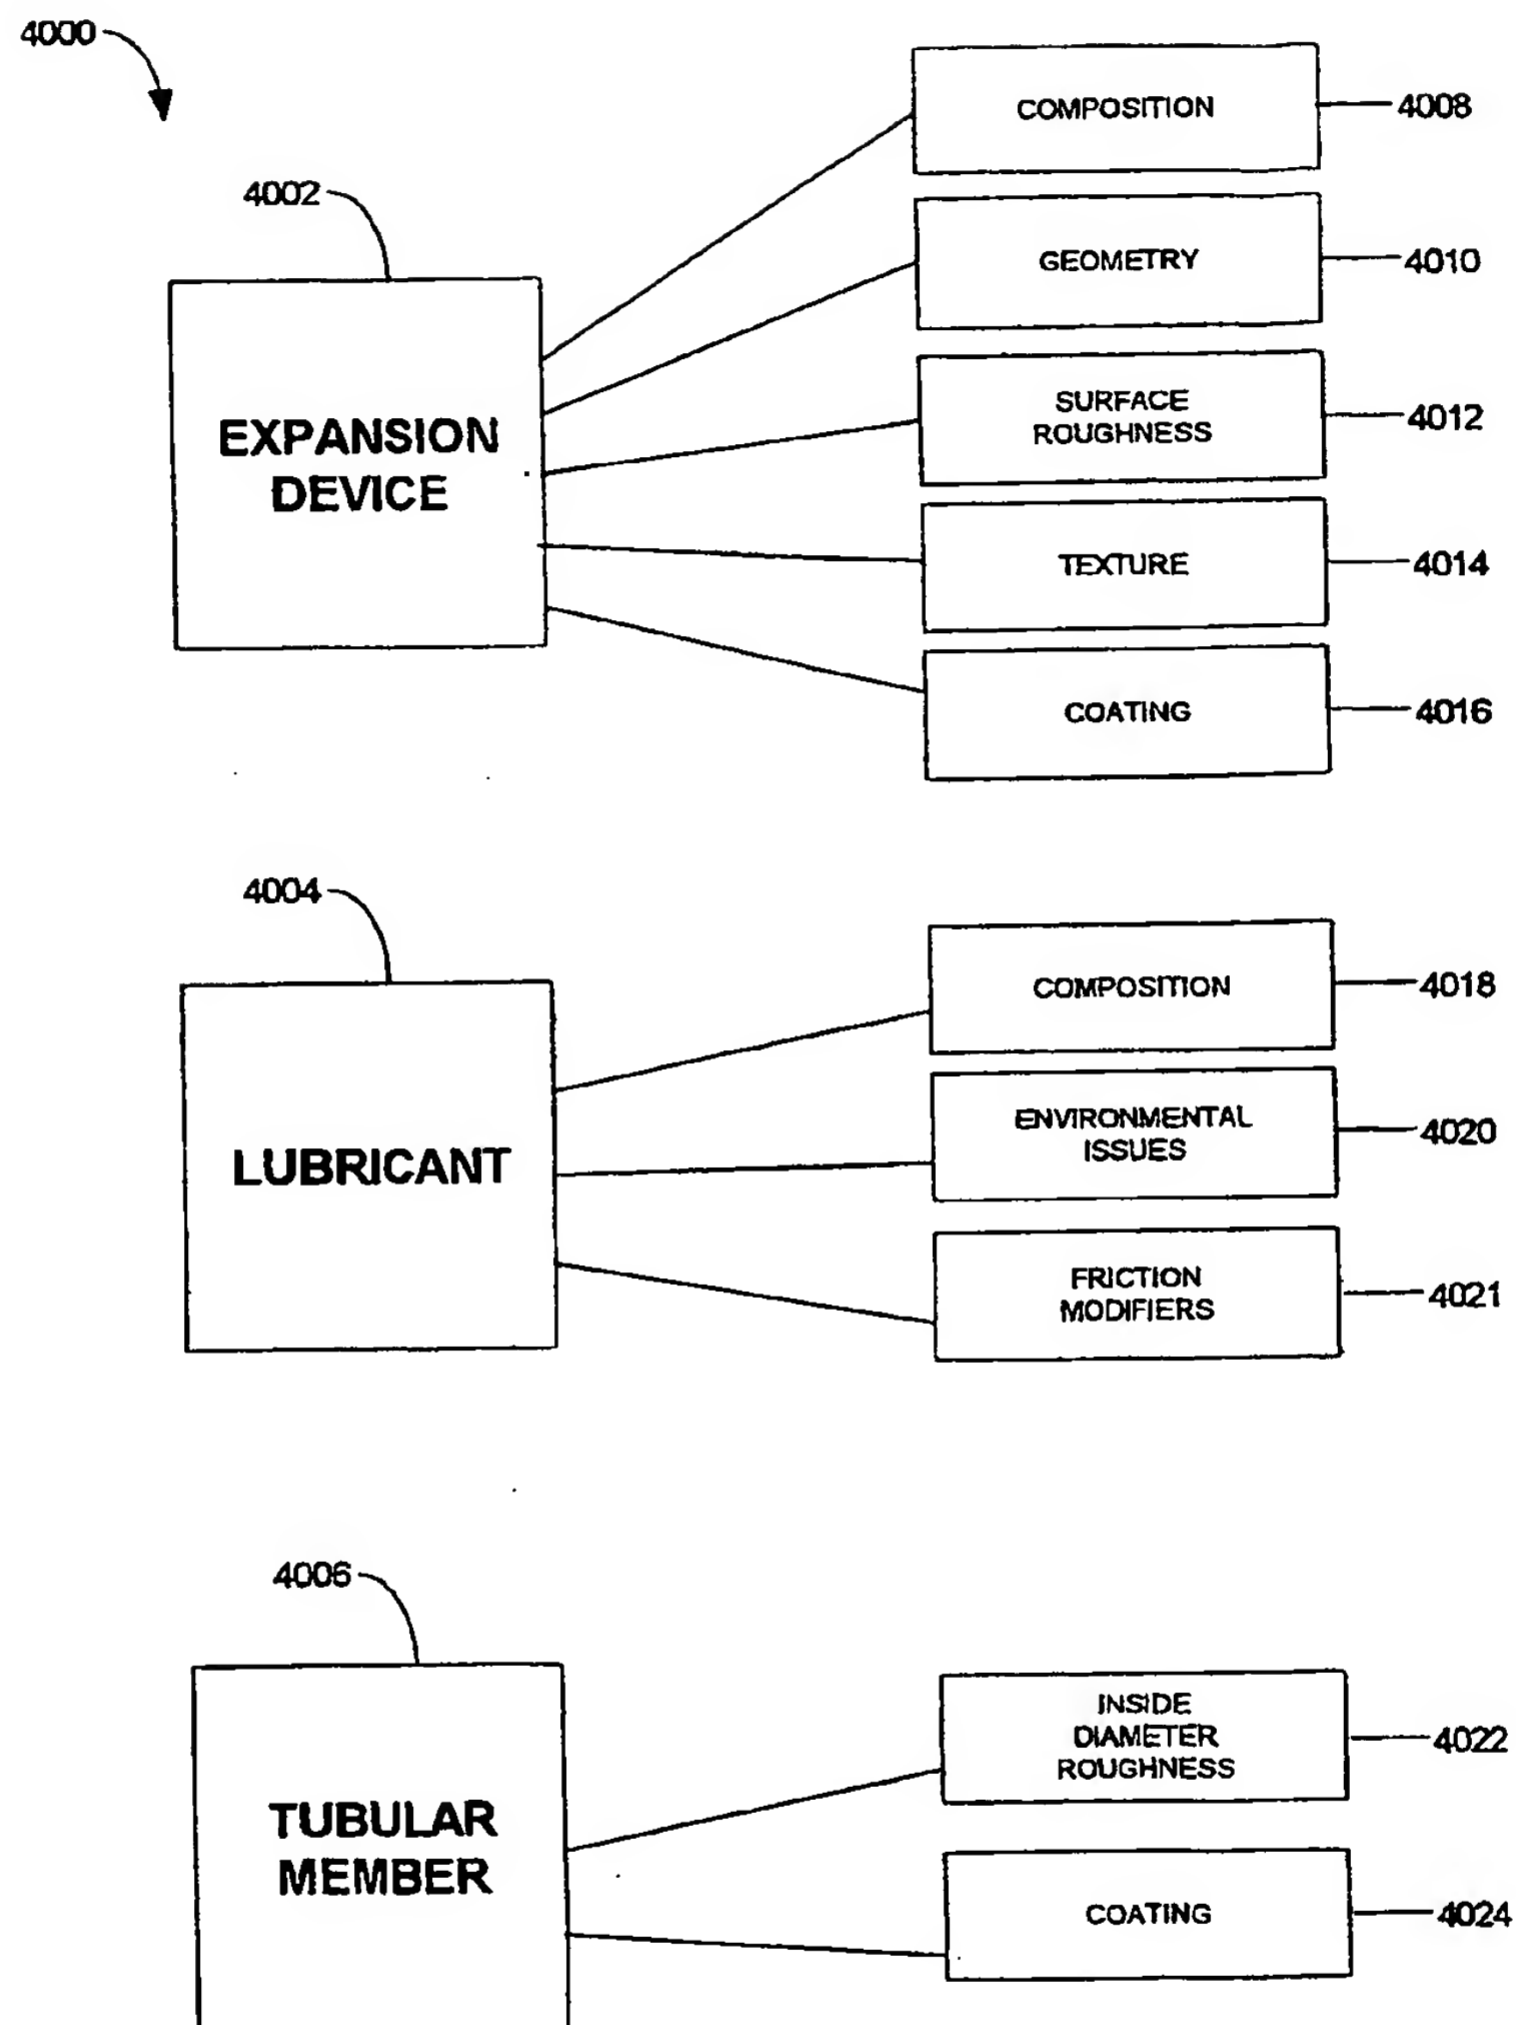 4000
COMPOSITION
4008
4002
GEOMETRY
4010
EXPANSION
DEVICE
SURFACE
ROUGHNESS
4012
TEXTURE
4014
COATING
4016
4004
COMPOSITION
4018
LUBRICANT
ENVIRONMENTAL
ISSUES
4020
FRICTION
MODIFIERS
4021
4006
TUBULAR
MEMBER
INSIDE
DIAMETER
ROUGHNESS
4022
COATING
4024